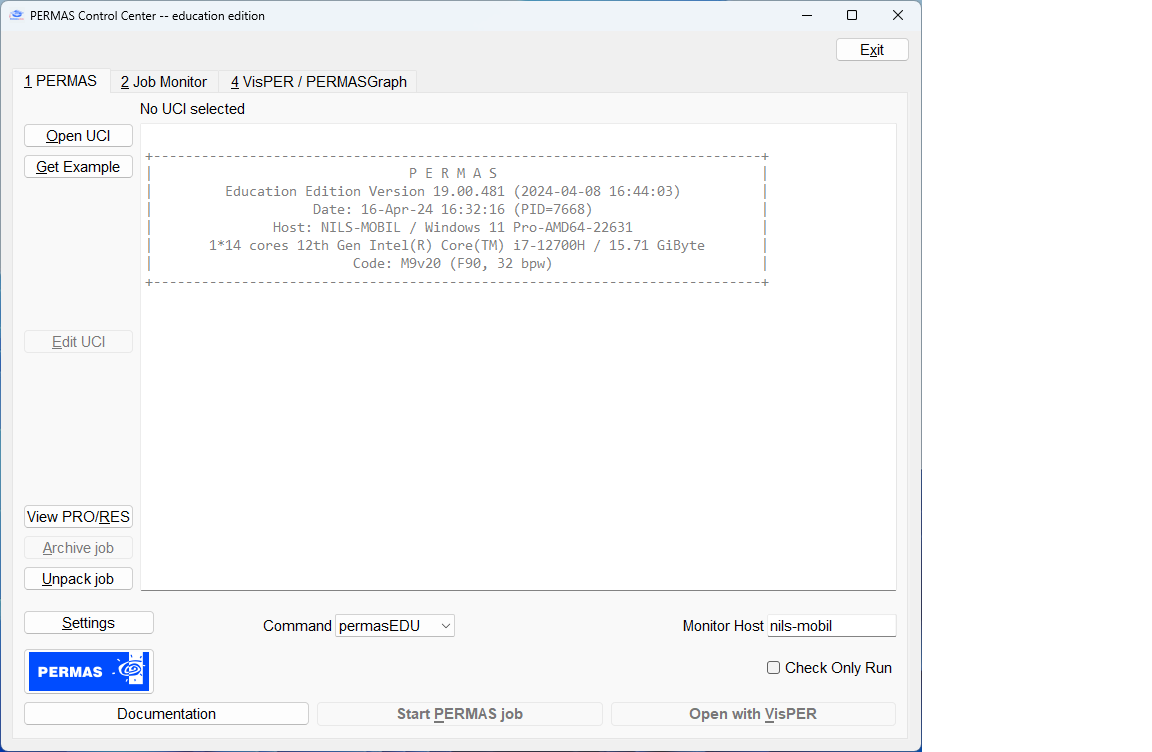 PERMAS Control Center -- education edition
Exit
1 PERMAS
2 Job Monitor
4 VisPER / PERMASGraph
No UCI selected
Open UCI
Get Example
+----------------------------------------------------------------------------+
| P E R M A S |
| Education Edition Version 19.00.481 (2024-04-08 16:44:03) |
| Date: 16-Apr-24 16:32:16 (PID=7668) |
| Host: NILS-MOBIL / Windows 11 Pro-AMD64-22631 |
| 1*14 cores 12th Gen Intel(R) Core(TM) i7-12700H / 15.71 GiByte |
| Code: M9v20 (F90, 32 bpw) |
+----------------------------------------------------------------------------+
Edit UCI
View PRO/RES
Archive job
Unpack job
Settings
Command permasEDU
Monitor Host nils-mobil
PERMAS
Check Only Run
Documentation
Start PERMAS job
Open with VisPER